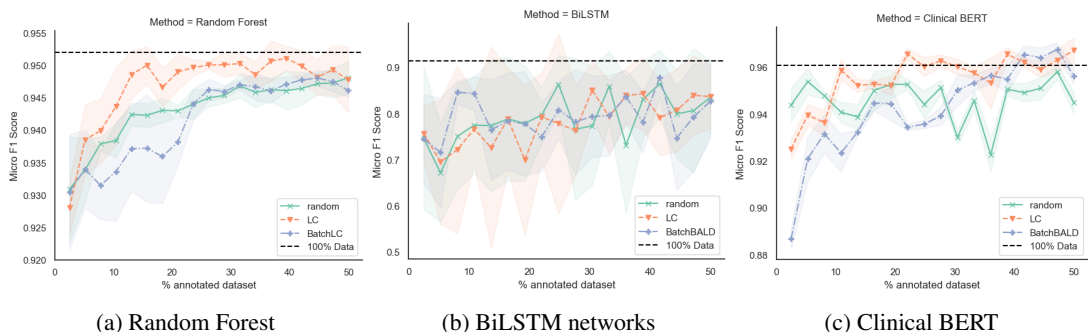 Method = Random Forest
0.955
0.950
0.945
0.940
0.935
0.930
0.925
0.920
Micro F1 Score
0
10
20
30
40
50
% annotated dataset
random
LC
BatchLC
100% Data
(a) Random Forest
Method = BiLSTM
0.9
0.8
0.7
0.6
0.5
Micro F1 Score
0
10
20
30
40
50
% annotated dataset
random
LC
BatchBALD
100% Data
(b) BiLSTM networks
Method = Clinical BERT
0.96
0.94
0.92
0.90
0.88
Micro F1 Score
0
10
20
30
40
50
% annotated dataset
random
LC
BatchBALD
100% Data
(c) Clinical BERT